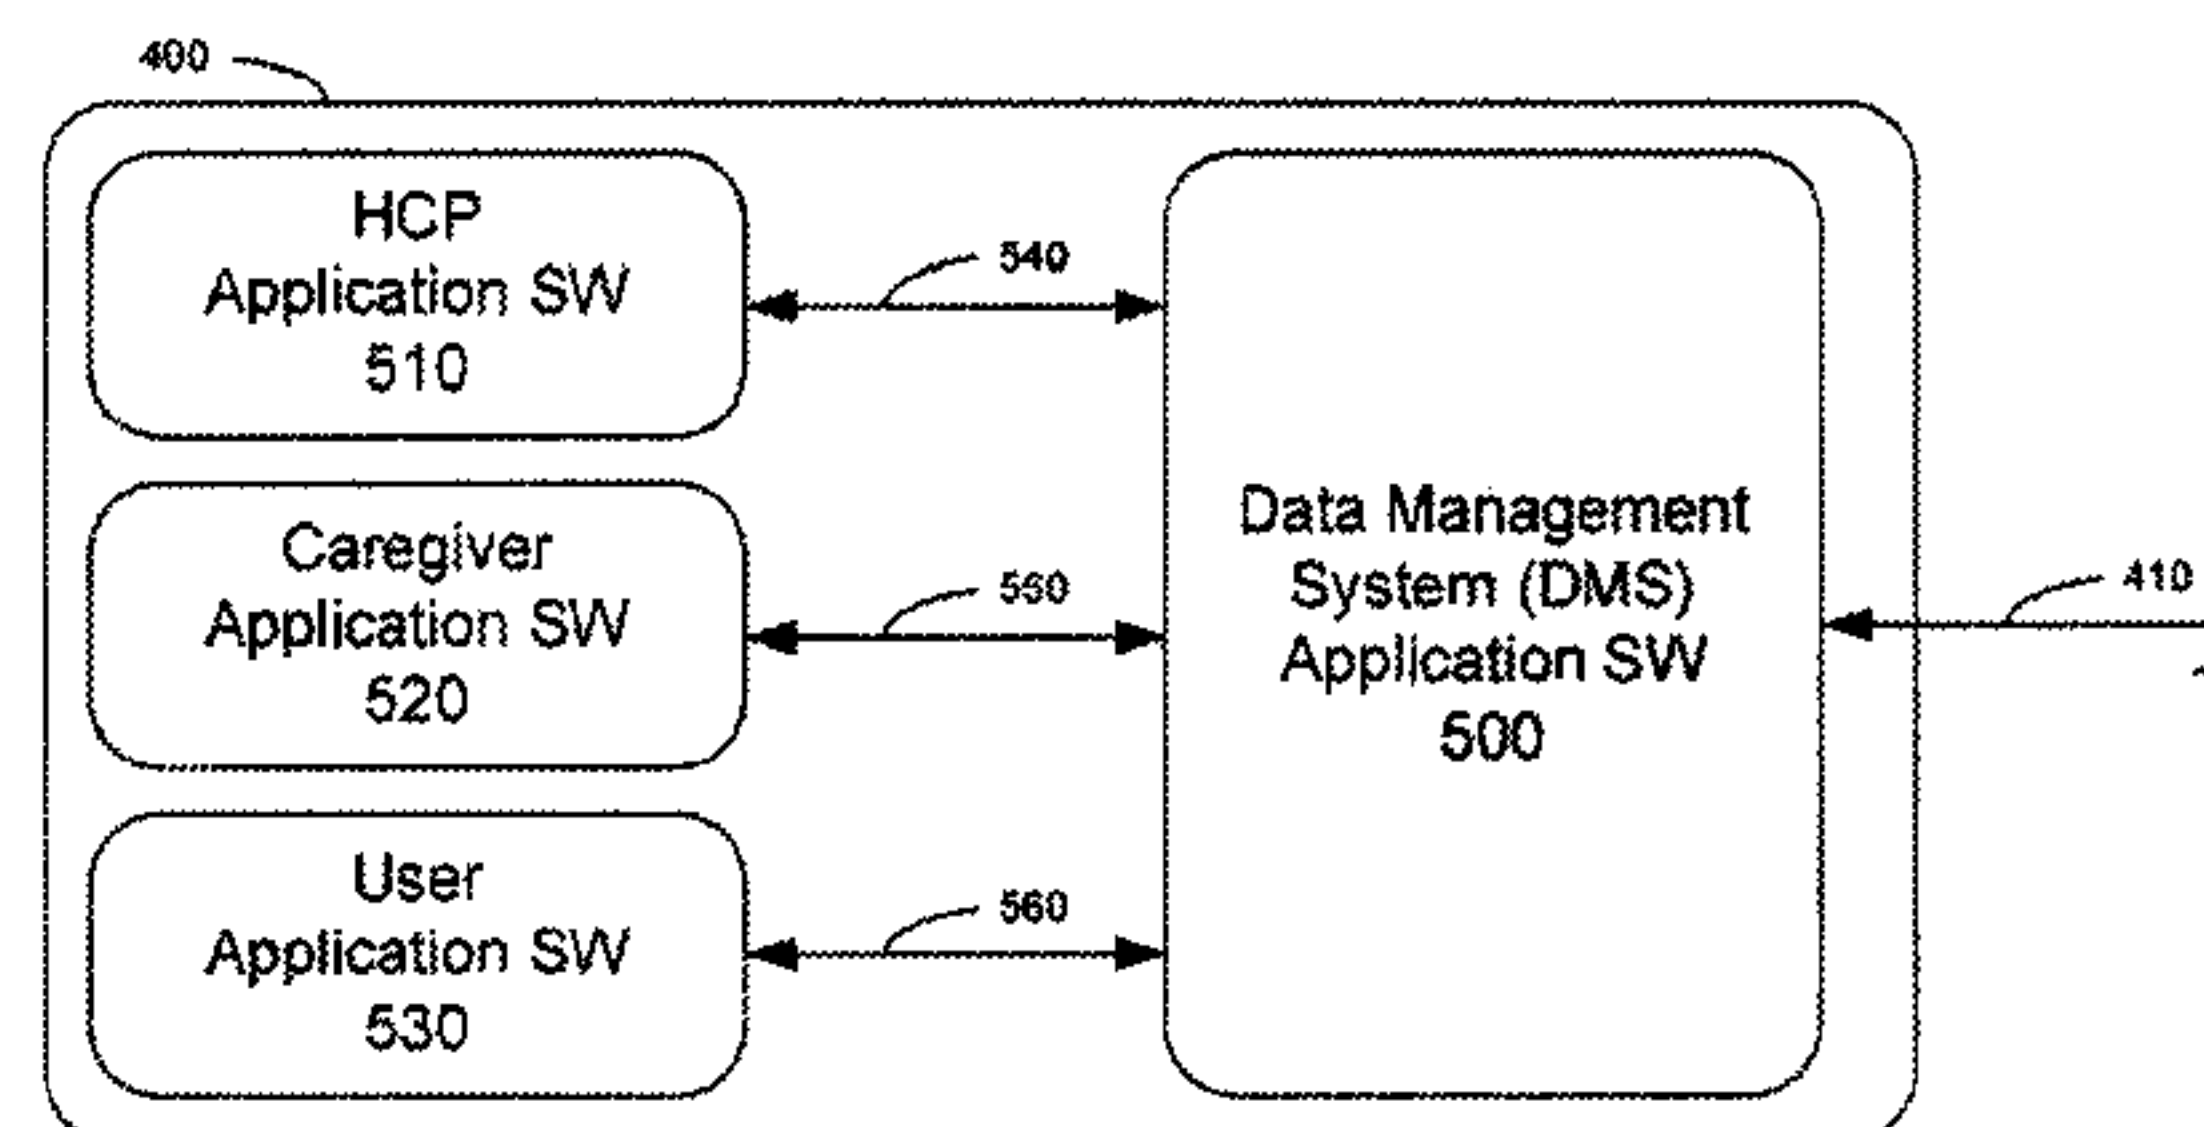 400
HCP
Application SW
510
540
Caregiver
Application SW
520
550
User
Application SW
530
560
Data Management
System (DMS)
Application SW
500
410